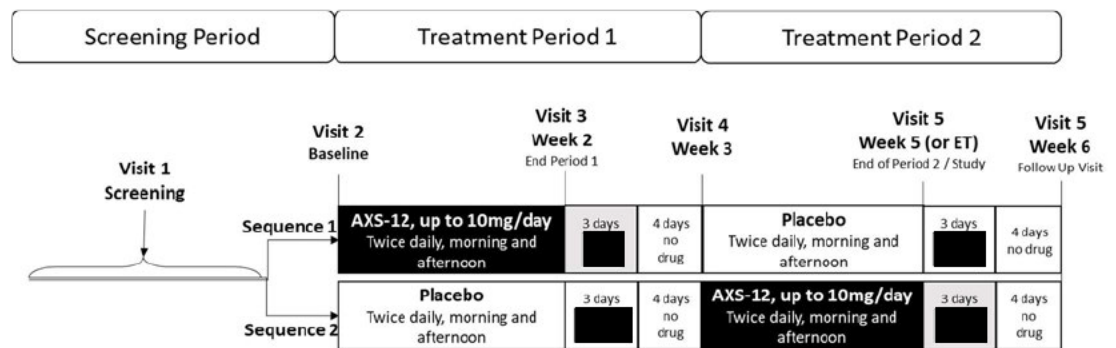 Screening Period
Treatment Period 1
Treatment Period 2
Visit 1
Screening
Visit 2
Baseline
Visit 3
Week 2
End Period 1
Visit 4
Week 3
Visit 5
Week 5 (or ET)
End of Period 2 / Study
Visit 5
Week 6
Follow Up Visit
Sequence 1
AXS-12, up to 10mg/day
Twice daily, morning and
afternoon
3 days
4 days
no
drug
Placebo
Twice daily, morning and
afternoon
3 days
4 days
no drug
Sequence 2
Placebo
Twice daily, morning and
afternoon
3 days
4 days
no
drug
AXS-12, up to 10mg/day
Twice daily, morning and
afternoon
3 days
4 days
no
drug